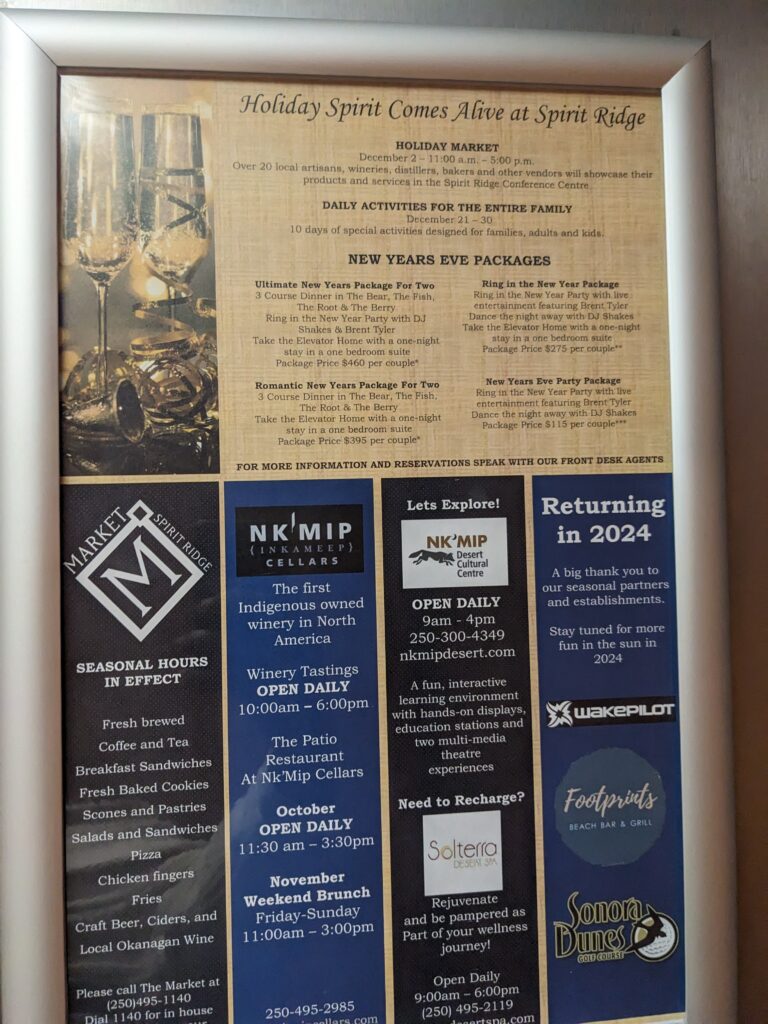 Holiday Spirit Comes Alive at Spirit Ridge
HOLIDAY MARKET
December 2 – 11:00 a.m. – 5:00 p.m.
Over 20 local artisans, wineries, distillers, bakers and other vendors will showcase their
products and services in the Spirit Ridge Conference Centre.
DAILY ACTIVITIES FOR THE ENTIRE FAMILY
December 21 – 30
10 days of special activities designed for families, adults and kids.
NEW YEARS EVE PACKAGES
Ultimate New Years Package For Two
3 Course Dinner in The Bear, The Fish,
The Root & The Berry
Ring in the New Year Party with DJ
Shakes & Brent Tyler
Take the Elevator Home with a one-night
stay in a one bedroom suite
Package Price $460 per couple*
Ring in the New Year Package
Ring in the New Year Party with live
entertainment featuring Brent Tyler
Dance the night away with DJ Shakes
Take the Elevator Home with a one-night
stay in a one bedroom suite
Package Price $275 per couple**
Romantic New Years Package For Two
3 Course Dinner in The Bear, The Fish,
The Root & The Berry
Take the Elevator Home with a one-night
stay in a one bedroom suite
Package Price $395 per couple*
New Years Eve Party Package
Ring in the New Year Party with live
entertainment featuring Brent Tyler
Dance the night away with DJ Shakes
Package Price $115 per couple***
FOR MORE INFORMATION AND RESERVATIONS SPEAK WITH OUR FRONT DESK AGENTS
MARKET SPIRIT RIDGE
M
SEASONAL HOURS
IN EFFECT
Fresh brewed
Coffee and Tea
Breakfast Sandwiches
Fresh Baked Cookies
Scones and Pastries
Salads and Sandwiches
Pizza
Chicken fingers
Fries
Craft Beer, Ciders, and
Local Okanagan Wine
Please call The Market at
(250)495-1140
Dial 1140 for in house
NK'MIP
{INKAMEEP}
CELLARS
The first
Indigenous owned
winery in North
America
Winery Tastings
OPEN DAILY
10:00am – 6:00pm
The Patio
Restaurant
At Nk'Mip Cellars
October
OPEN DAILY
11:30 am – 3:30pm
November
Weekend Brunch
Friday-Sunday
11:00am – 3:00pm
250-495-2985
Lets Explore!
NK'MIP
Desert
Cultural
Centre
OPEN DAILY
9am - 4pm
250-300-4349
nkmipdesert.com
A fun, interactive
learning environment
with hands-on displays,
education stations and
two multi-media
theatre
experiences
Need to Recharge?
Solterra
DESERT SPA
Rejuvenate
and be pampered as
Part of your wellness
journey!
Open Daily
9:00am – 6:00pm
(250) 495-2119
Returning
in 2024
A big thank you to
our seasonal partners
and establishments.
Stay tuned for more
fun in the sun in
2024
WAKEPILOT
Footprints
BEACH BAR & GRILL
Sonora
Dunes
GOLF COURSE